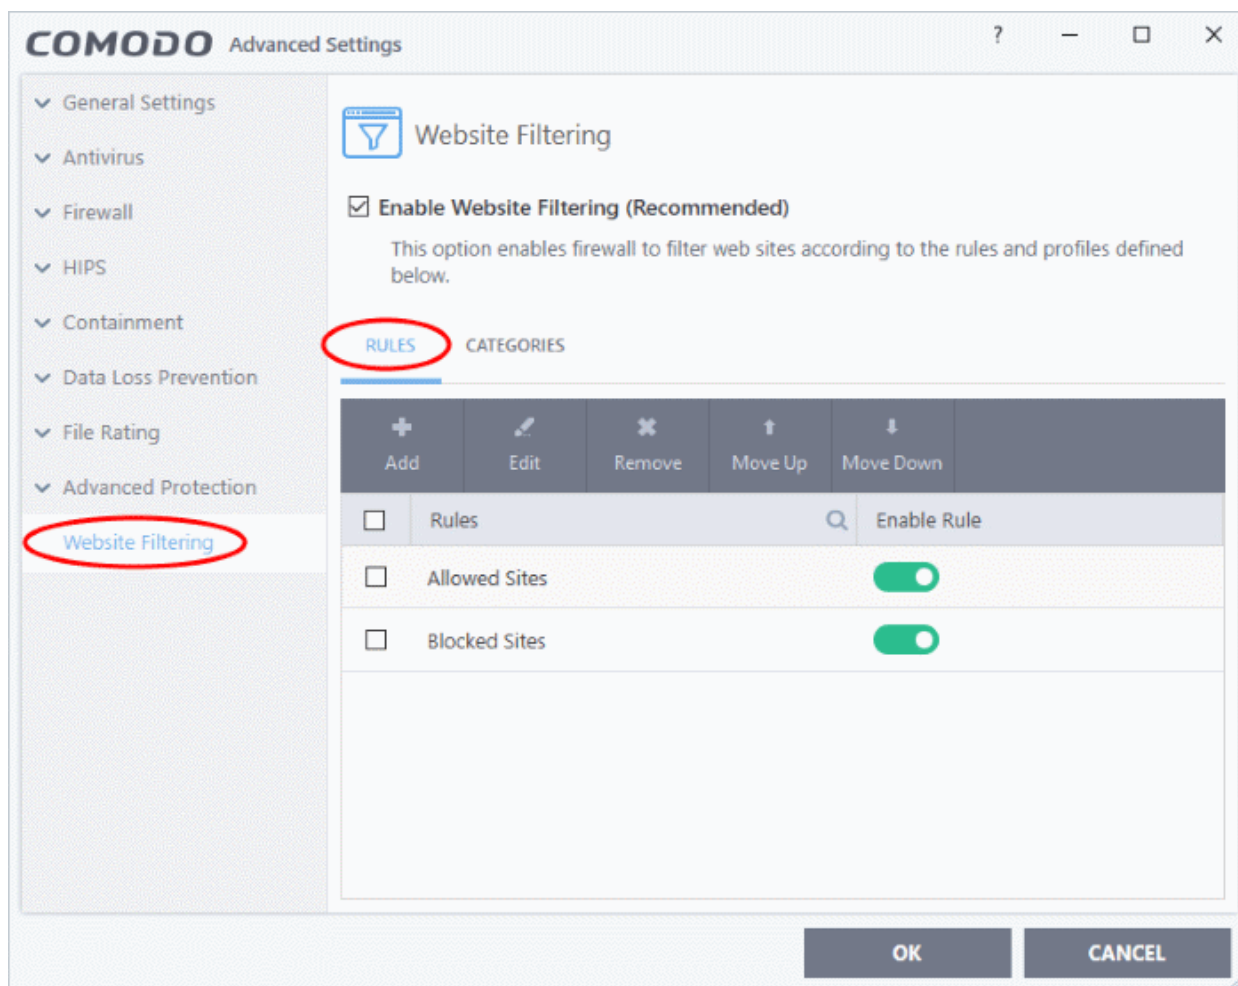 COMODO Advanced Settings ?
General Settings
Antivirus
Firewall
HIPS
Containment
Data Loss Prevention
File Rating
Advanced Protection
Website Filtering
Website Filtering
Enable Website Filtering (Recommended)
This option enables firewall to filter web sites according to the rules and profiles defined
below.
RULES CATEGORIES
Add Edit Remove Move Up Move Down
Rules Enable Rule
Allowed Sites
Blocked Sites
OK CANCEL